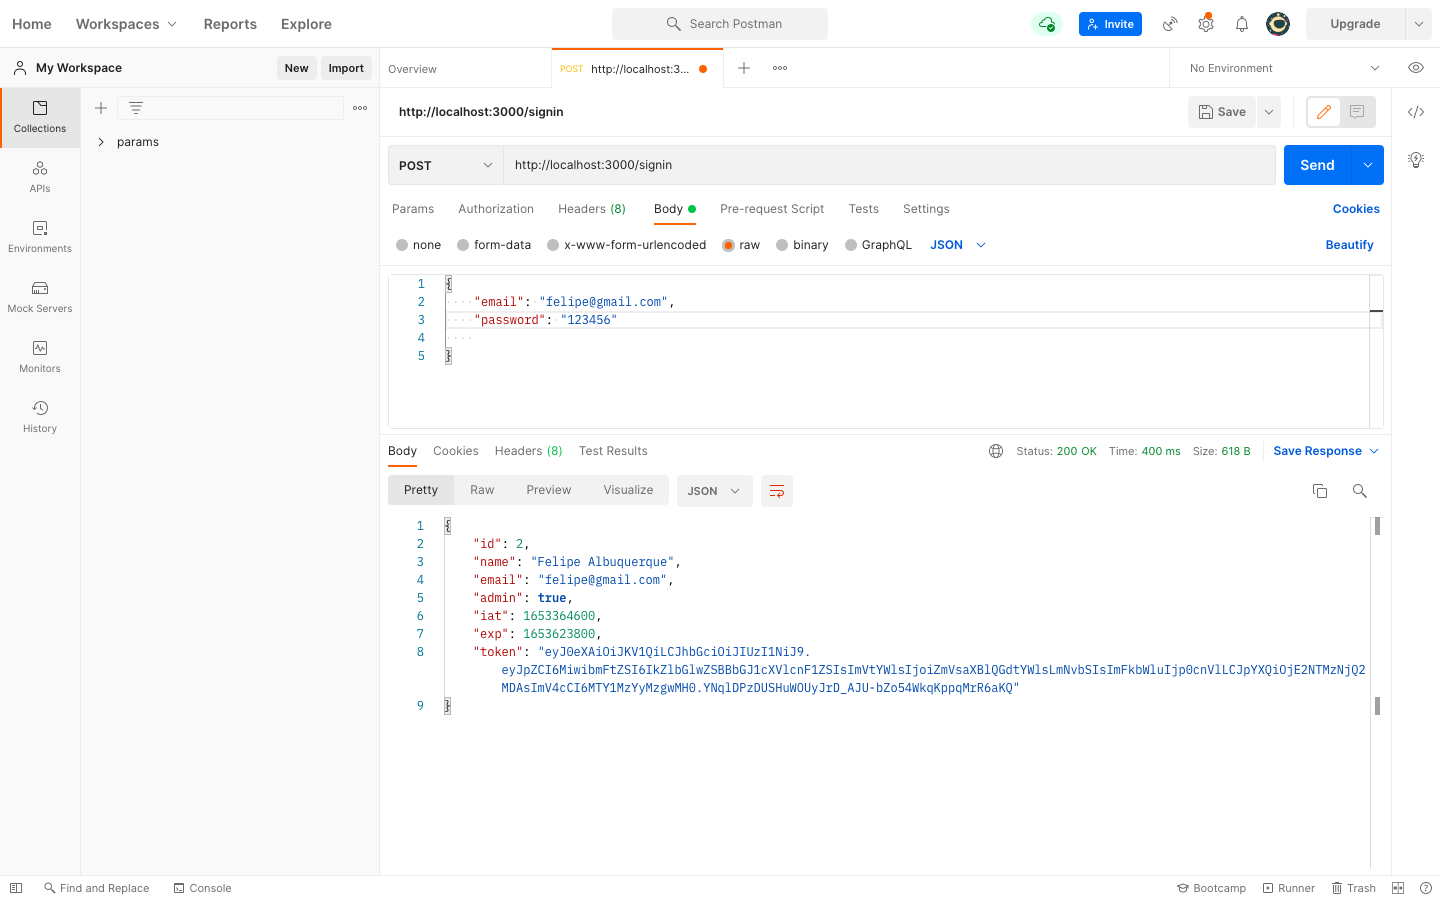 Home Workspaces Reports Explore Search Postman Invite Upgrade
My Workspace New Import Overview POST http://localhost:3... No Environment
Collections
APIs
Environments
Mock Servers
Monitors
History
params
http://localhost:3000/signin Save
POST http://localhost:3000/signin Send
Params Authorization Headers (8) Body Pre-request Script Tests Settings Cookies
none form-data x-www-form-urlencoded raw binary GraphQL JSON Beautify
1 {
2 "email": "felipe@gmail.com",
3 "password": "123456"
4
5 }
Body Cookies Headers (8) Test Results Status: 200 OK Time: 400 ms Size: 618 B Save Response
Pretty Raw Preview Visualize JSON
1 {
2 "id": 2,
3 "name": "Felipe Albuquerque",
4 "email": "felipe@gmail.com",
5 "admin": true,
6 "iat": 1653364600,
7 "exp": 1653623800,
8 "token": "eyJ0eXAiOiJKV1QiLCJhbGciOiJIUzI1NiJ9.
eyJpZCI6MiwibmFtZSI6IkZlbGlwZSBBbGJ1cXVlcnF1ZSIsImVtYWlsIjoiZmVsaXBlQGdtYWlsLmNvbSIsImFkbWluIjp0cnVlLCJpYXQiOjE2NTMzNjQ2
MDAsImV4cCI6MTY1MzYyMzgwMH0.YNqlDPzDUSHuWOUyJrD_AJU-bZo54WkqKppqMrR6aKQ"
9 }
Find and Replace Console Bootcamp Runner Trash